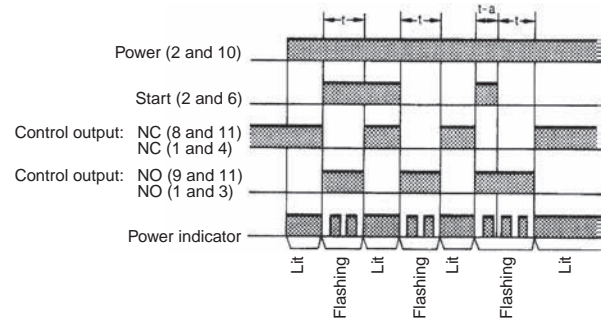 t t t-a t
Power (2 and 10)
Start (2 and 6)
Control output: NC (8 and 11)
NC (1 and 4)
Control output: NO (9 and 11)
NO (1 and 3)
Power indicator
Lit Flashing Lit Flashing Lit Flashing Lit